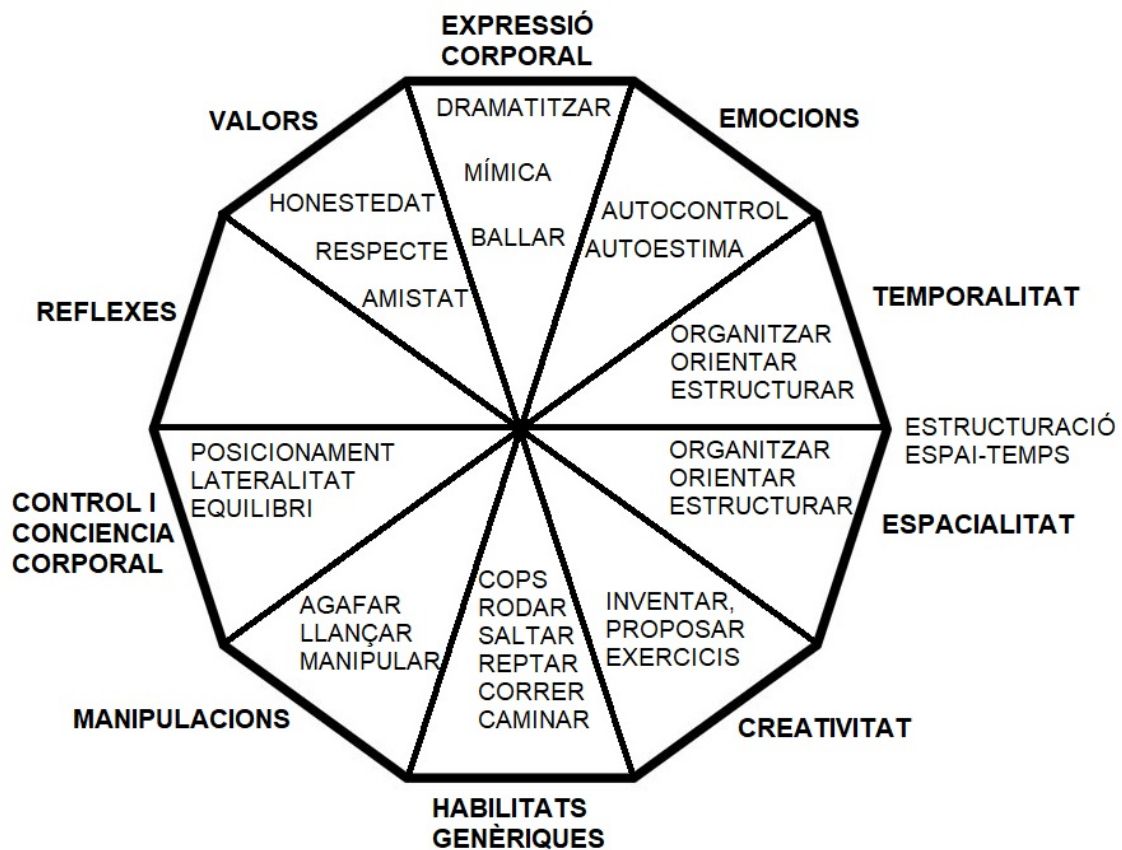 EXPRESSIÓ
CORPORAL
DRAMATITZAR
MÍMICA
BALLAR
EMOCIONS
AUTOCONTROL
AUTOESTIMA
TEMPORALITAT
ORGANITZAR
ORIENTAR
ESTRUCTURAR
ESTRUCTURACIÓ
ESPAI-TEMPS
ORGANITZAR
ORIENTAR
ESTRUCTURAR
ESPACIALITAT
INVENTAR,
PROPOSAR
EXERCICIS
CREATIVITAT
COPS
RODAR
SALTAR
REPTAR
CORRER
CAMINAR
HABILITATS
GENÈRIQUES
AGAFAR
LLANÇAR
MANIPULAR
MANIPULACIONS
POSICIONAMENT
LATERALITAT
EQUILIBRI
CONTROL I
CONCIENCIA
CORPORAL
REFLEXES
VALORS
HONESTEDAT
RESPECTE
AMISTAT